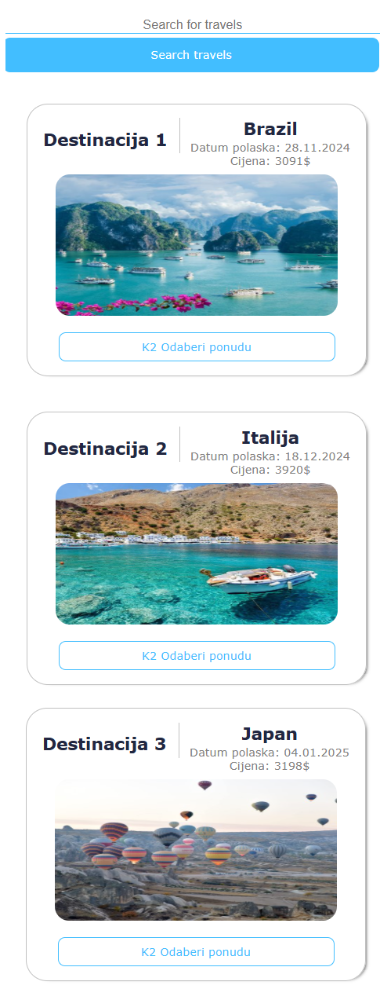 Search for travels
Search travels
Destinacija 1
Brazil
Datum polaska: 28.11.2024
Cijena: 3091$
K2 Odaberi ponudu
Destinacija 2
Italija
Datum polaska: 18.12.2024
Cijena: 3920$
K2 Odaberi ponudu
Destinacija 3
Japan
Datum polaska: 04.01.2025
Cijena: 3198$
K2 Odaberi ponudu